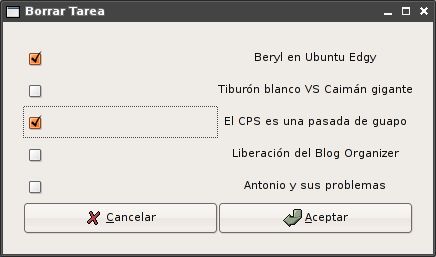 Borrar Tarea
Beryl en Ubuntu Edgy
Tiburón blanco VS Caimán gigante
El CPS es una pasada de guapo
Liberación del Blog Organizer
Antonio y sus problemas
Cancelar
Aceptar